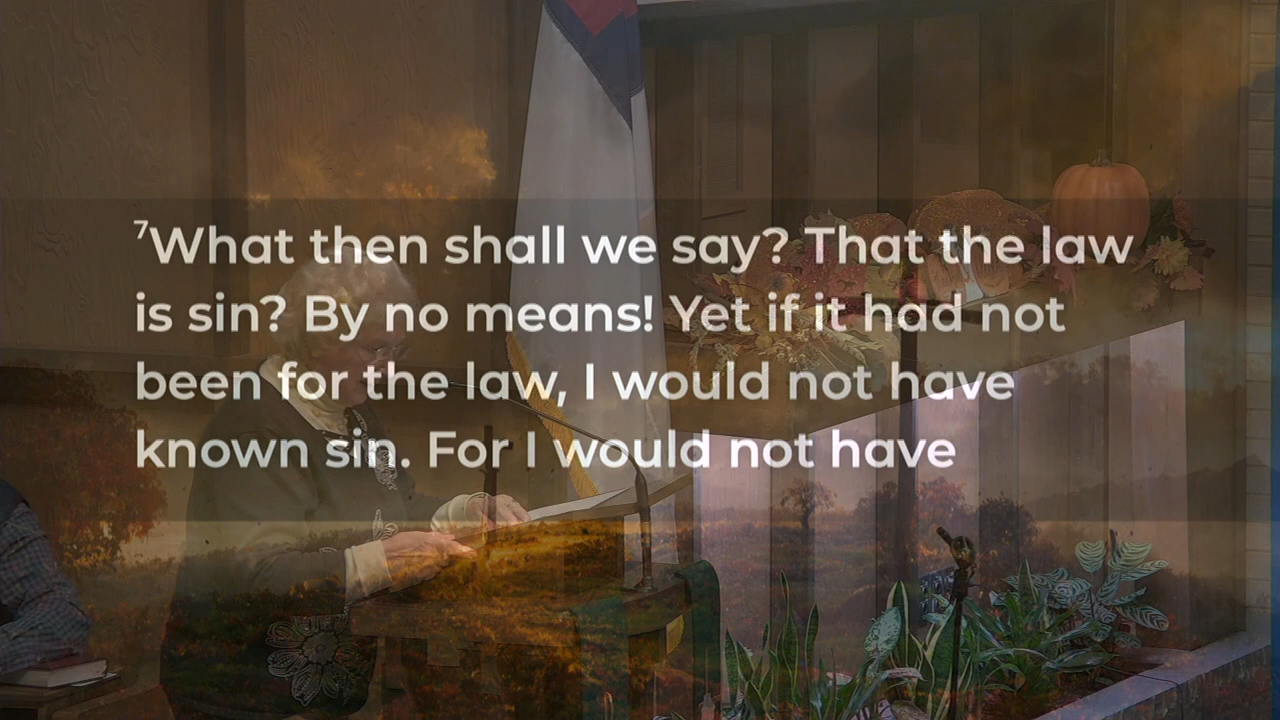 ⁷What then shall we say? That the law
is sin? By no means! Yet if it had not
been for the law, I would not have
known sin. For I would not have